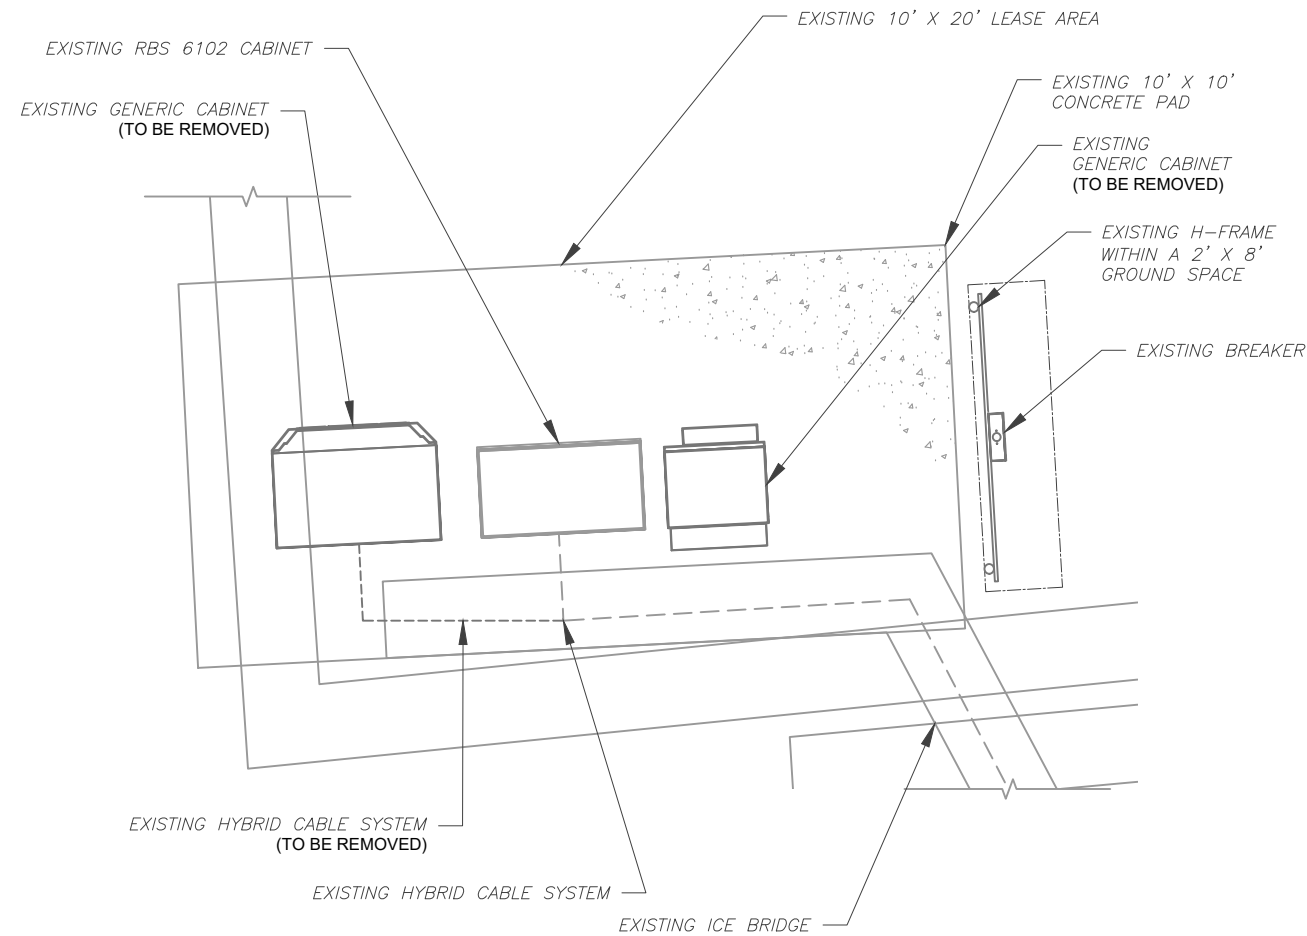 EXISTING 10' X 20' LEASE AREA
EXISTING RBS 6102 CABINET
EXISTING GENERIC CABINET
(TO BE REMOVED)
EXISTING 10' X 10'
CONCRETE PAD
EXISTING
GENERIC CABINET
(TO BE REMOVED)
EXISTING H-FRAME
WITHIN A 2' X 8'
GROUND SPACE
EXISTING BREAKER
EXISTING HYBRID CABLE SYSTEM
(TO BE REMOVED)
EXISTING HYBRID CABLE SYSTEM
EXISTING ICE BRIDGE